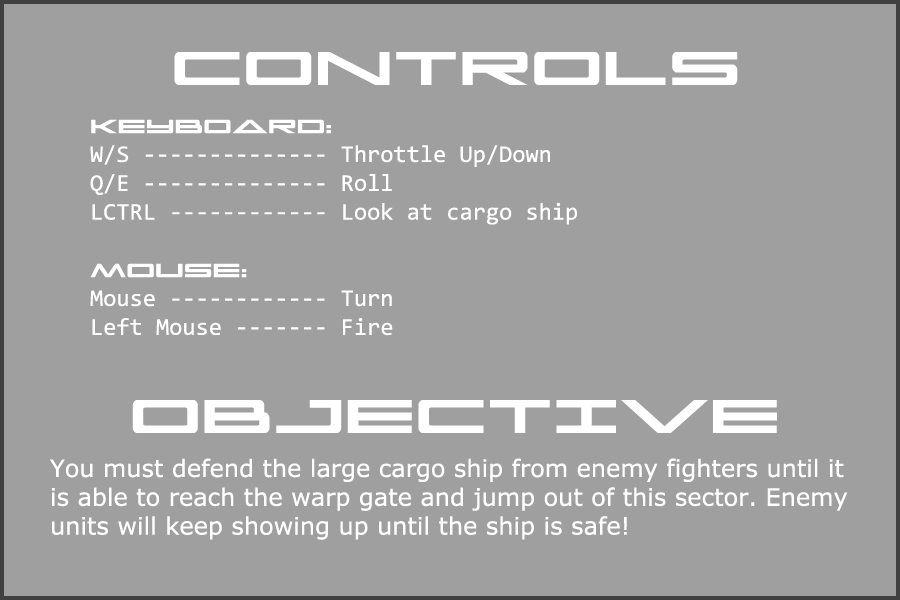 CONTROLS
KEYBOARD:
W/S -------------- Throttle Up/Down
Q/E -------------- Roll
LCTRL ------------ Look at cargo ship
MOUSE:
Mouse ------------ Turn
Left Mouse ------- Fire
OBJECTIVE
You must defend the large cargo ship from enemy fighters until it
is able to reach the warp gate and jump out of this sector. Enemy
units will keep showing up until the ship is safe!